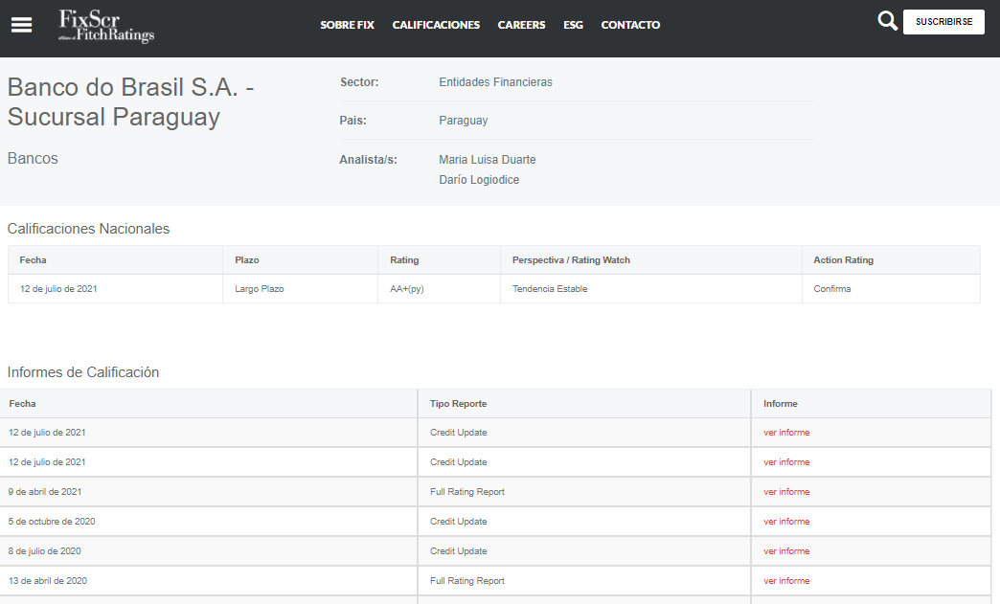 FixScr
affiliate of FitchRatings
SOBRE FIX CALIFICACIONES CAREERS ESG CONTACTO
SUSCRIBIRSE
Banco do Brasil S.A. -
Sucursal Paraguay
Bancos
Sector: Entidades Financieras
Pais: Paraguay
Analista/s: Maria Luisa Duarte
Darío Logiodice
Calificaciones Nacionales
Fecha Plazo Rating Perspectiva / Rating Watch Action Rating
12 de julio de 2021 Largo Plazo AA+(py) Tendencia Estable Confirma
Informes de Calificación
Fecha Tipo Reporte Informe
12 de julio de 2021 Credit Update ver informe
12 de julio de 2021 Credit Update ver informe
9 de abril de 2021 Full Rating Report ver informe
5 de octubre de 2020 Credit Update ver informe
8 de julio de 2020 Credit Update ver informe
13 de abril de 2020 Full Rating Report ver informe